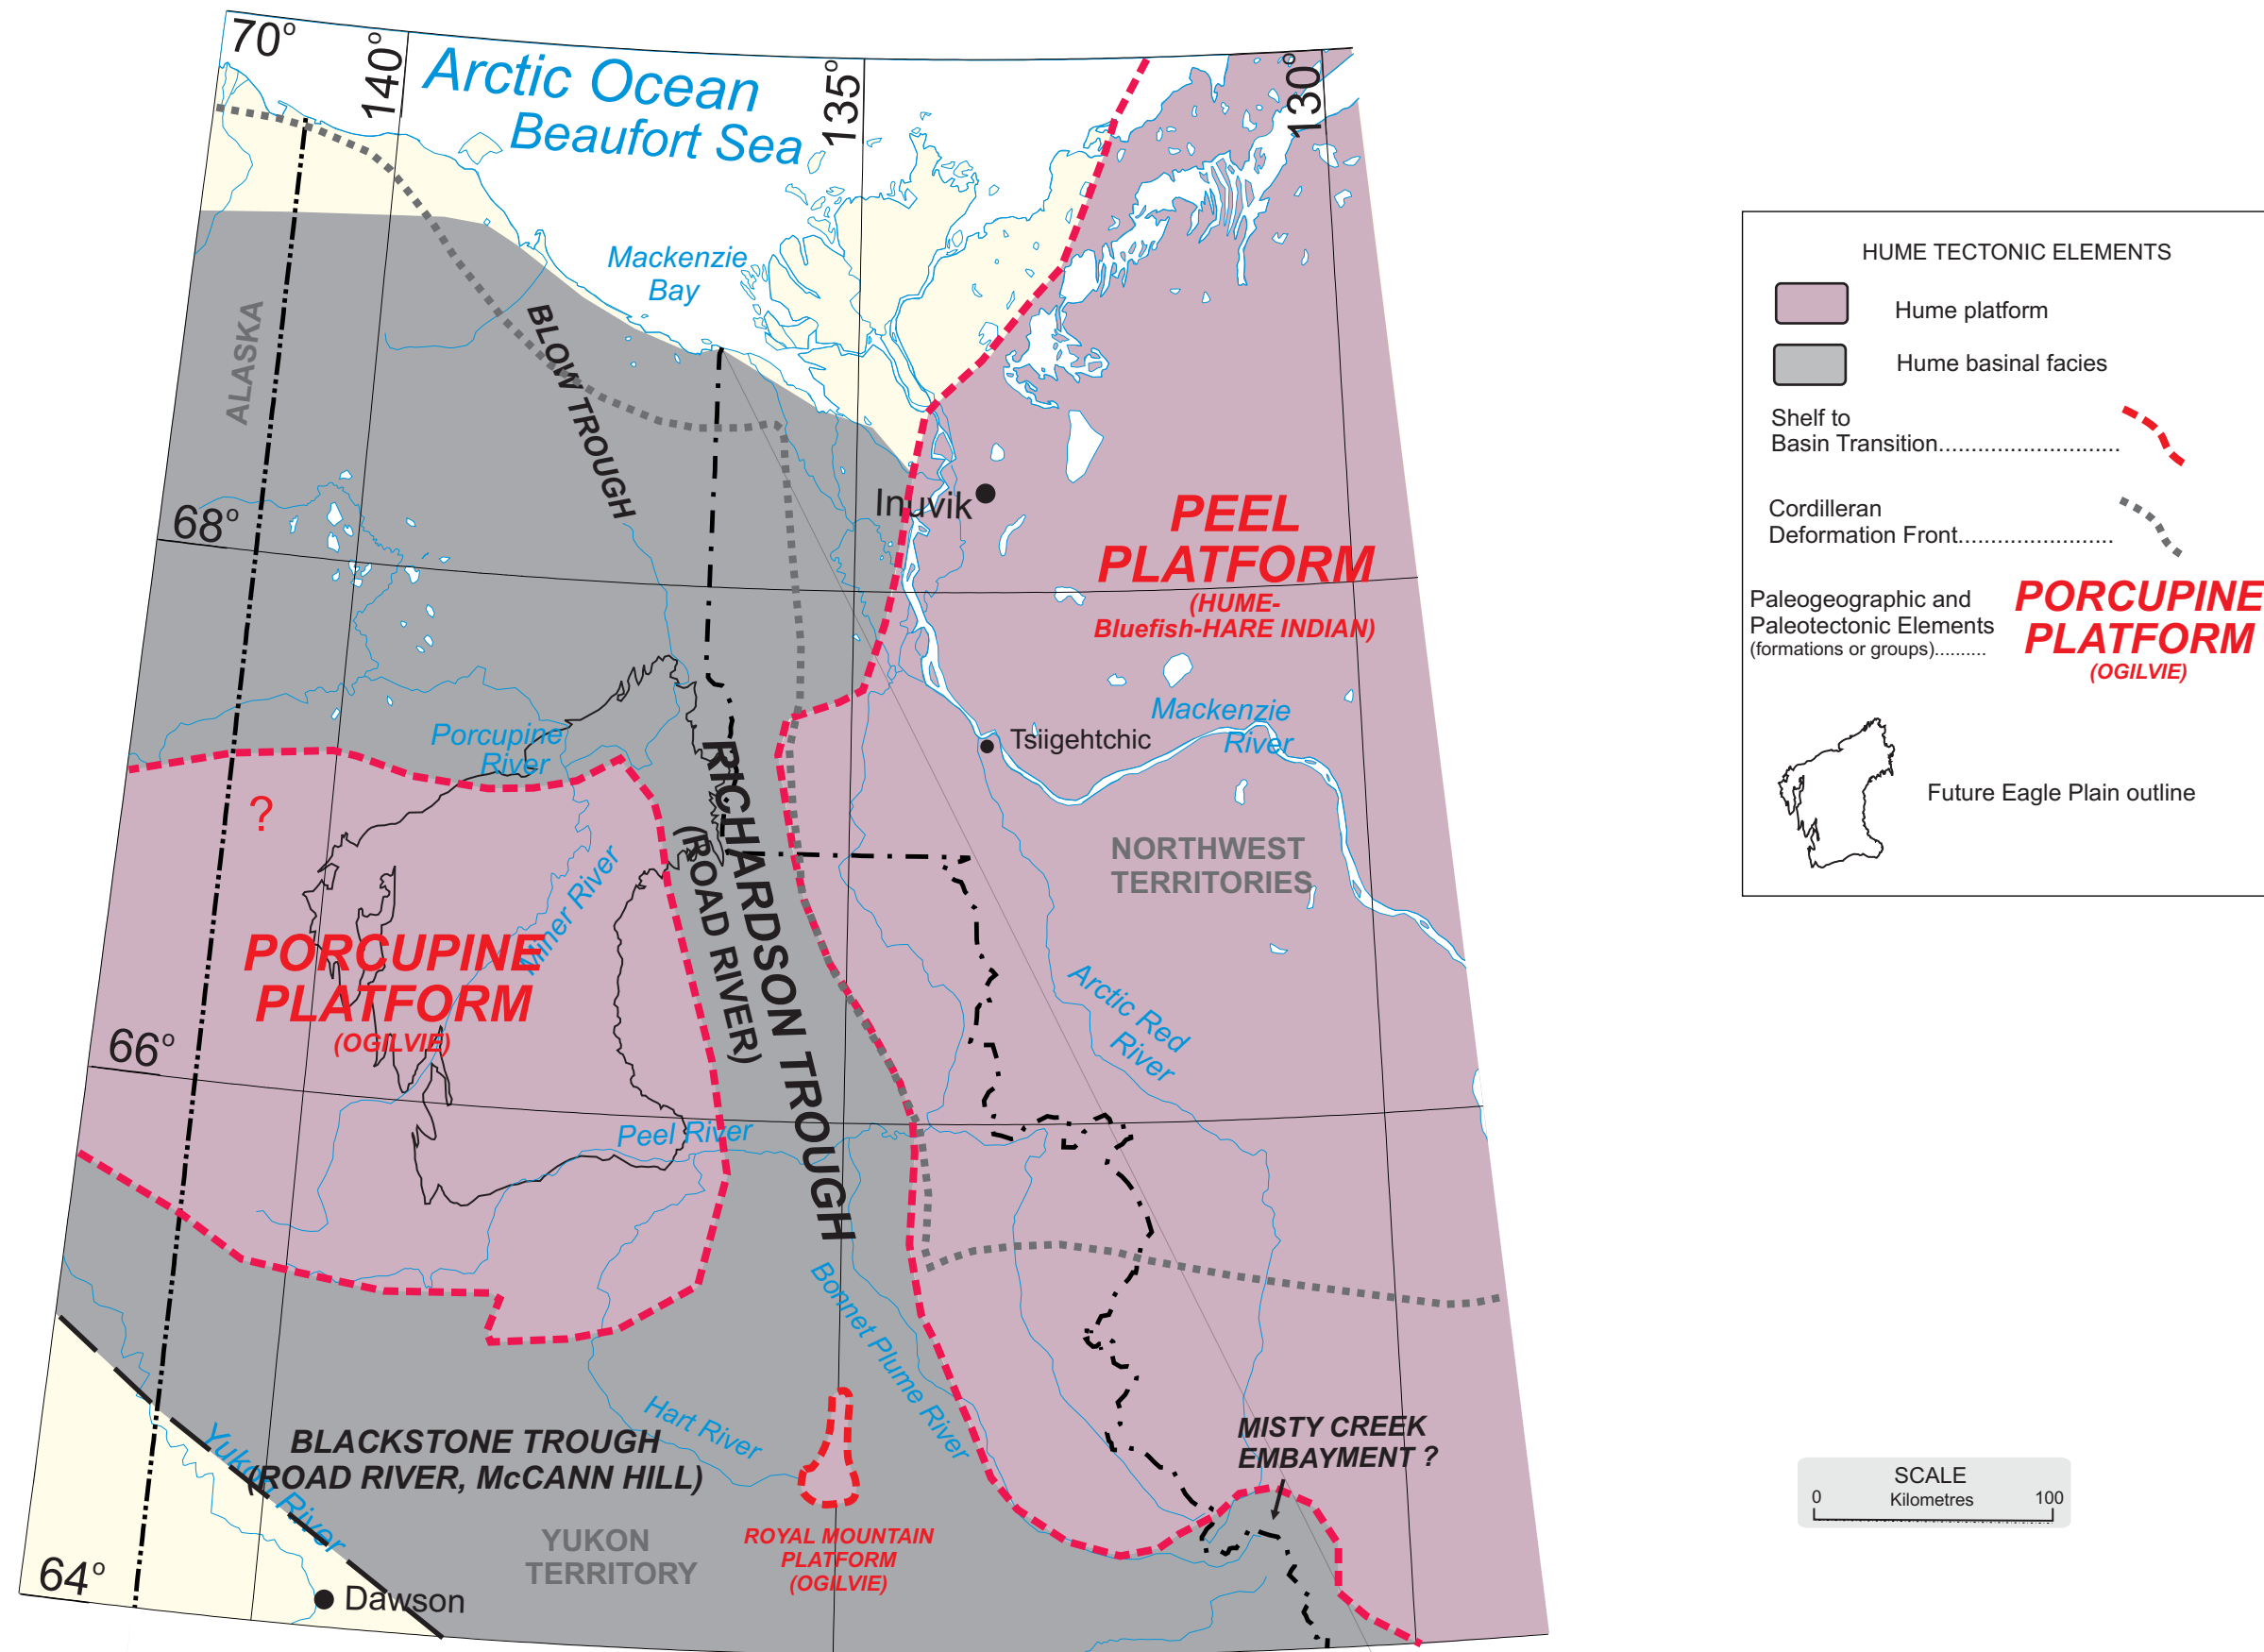 70°
140°
135°
130°
Arctic Ocean
Beaufort Sea
Mackenzie
Bay
ALASKA
BLOW TROUGH
68°
Inuvik
PEEL
PLATFORM
(HUME-
Bluefish-HARE INDIAN)
Porcupine
River
Mackenzie
River
Tsiigehtchic
?
RICHARDSON TROUGH
(ROAD RIVER)
Miner River
NORTHWEST
TERRITORIES
PORCUPINE
PLATFORM
(OGILVIE)
66°
Arctic Red
River
Peel River
Bonnet Plume River
Hart River
MISTY CREEK
EMBAYMENT ?
BLACKSTONE TROUGH
(ROAD RIVER, McCANN HILL)
Yukon River
YUKON
TERRITORY
ROYAL MOUNTAIN
PLATFORM
(OGILVIE)
64°
Dawson
HUME TECTONIC ELEMENTS
Hume platform
Hume basinal facies
Shelf to
Basin Transition............................
Cordilleran
Deformation Front........................
Paleogeographic and
Paleotectonic Elements
(formations or groups)..........
PORCUPINE
PLATFORM
(OGILVIE)
Future Eagle Plain outline
SCALE
0 Kilometres 100